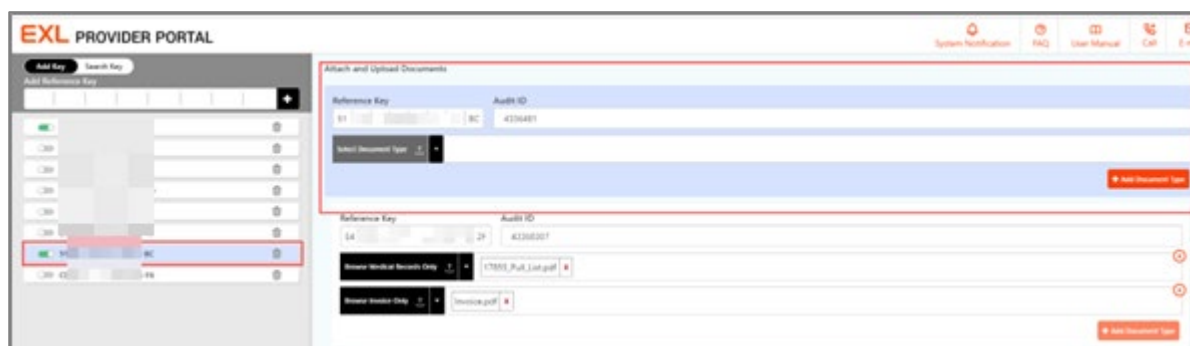 EXL PROVIDER PORTAL
System Notification
FAQ
User Manual
Call
Add Key
Search Key
Add Reference Key
Attach and Upload Documents
Reference Key
Audit ID
BC
Select Document Type
+ Add Document Type
BC
Reference Key
Audit ID
Browse Medical Records Only
17893_Pull_List.pdf x
Browse Invoice Only
Invoice.pdf x
+ Add Document Type